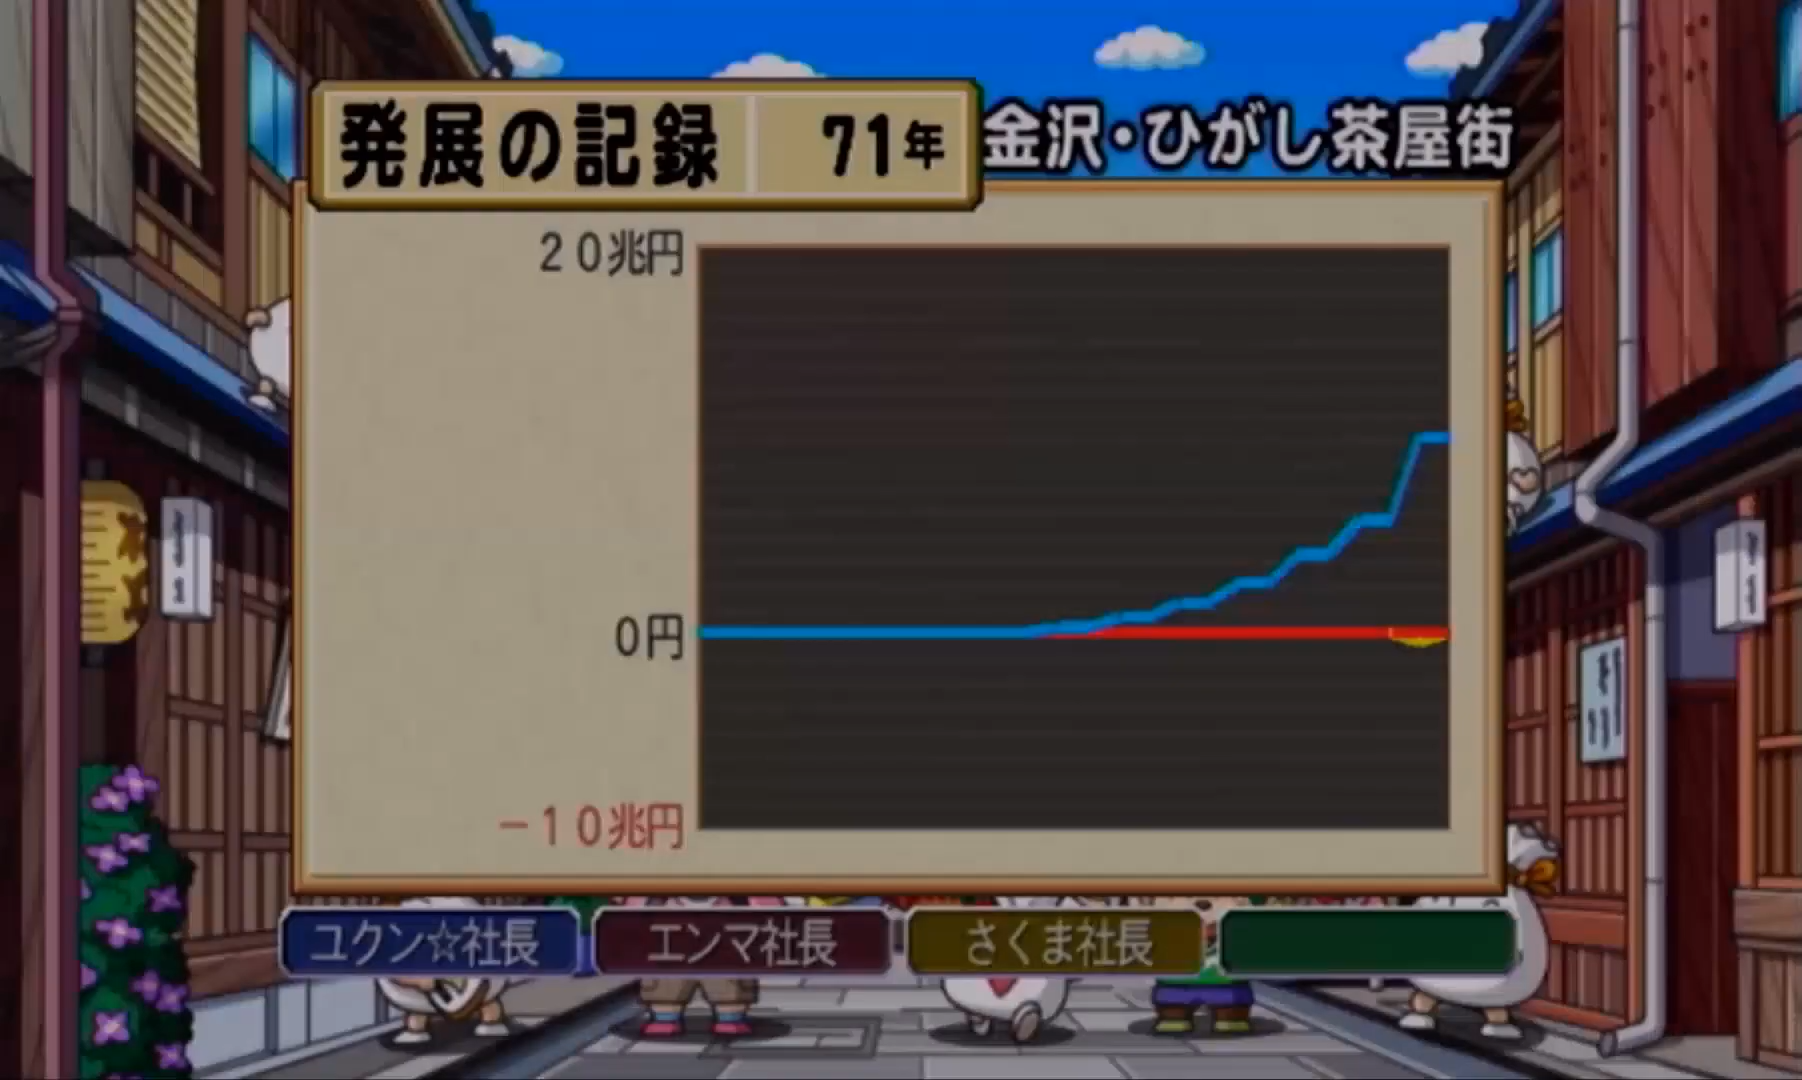 発展の記録 71年
金沢・ひがし茶屋街
20兆円
0円
-10兆円
ユクン☆社長
エンマ社長
さくま社長